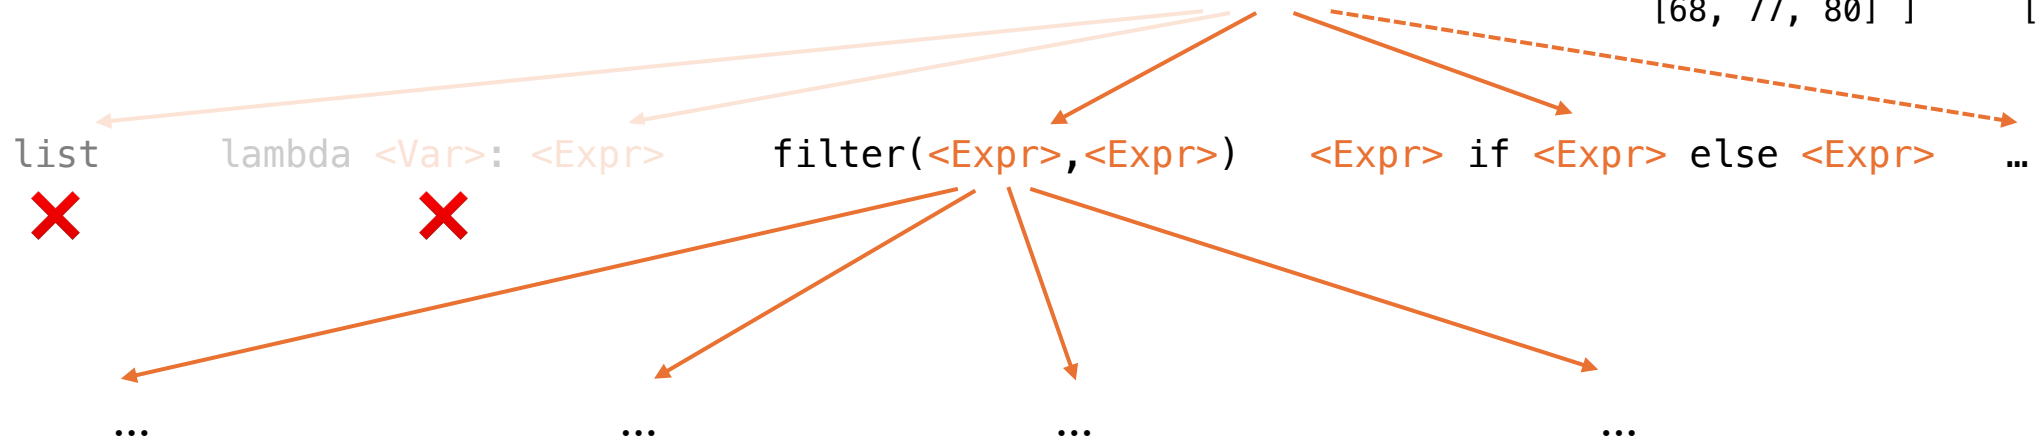 [68, 77, 80] ] [
list lambda <Var>: <Expr> filter(<Expr>,<Expr>) <Expr> if <Expr> else <Expr> …
… … … …